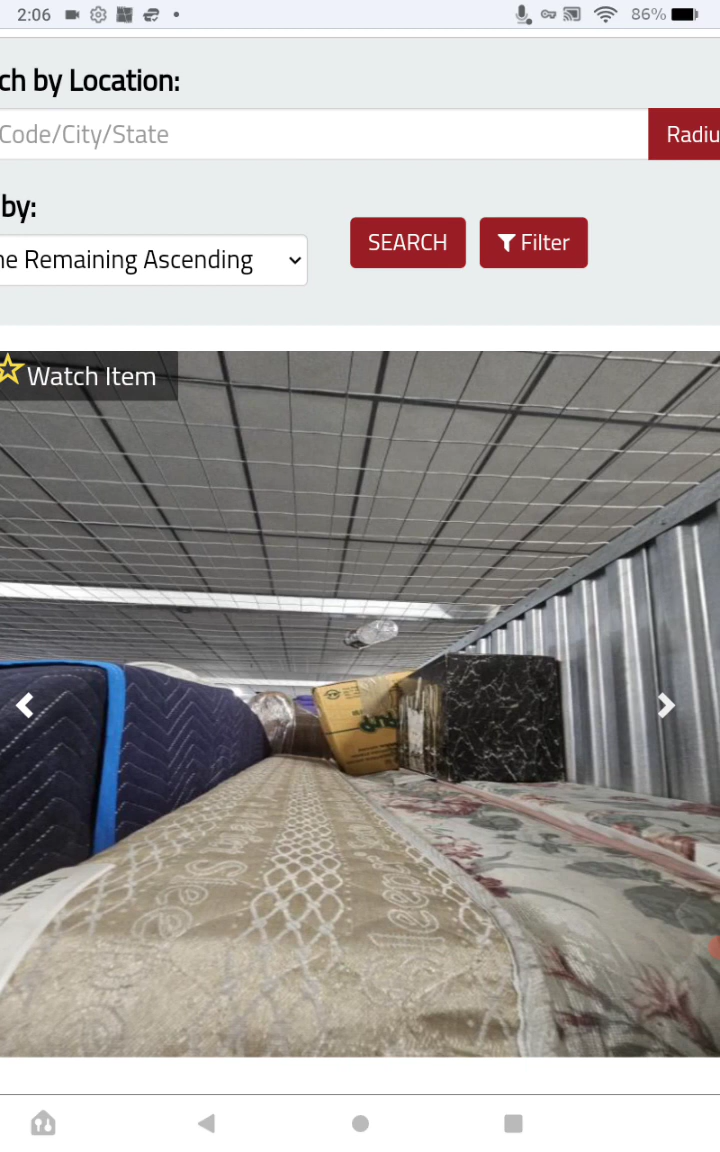 2:06 86%
ch by Location:
Code/City/State
Radiu
by:
ne Remaining Ascending
SEARCH
Filter
Watch Item